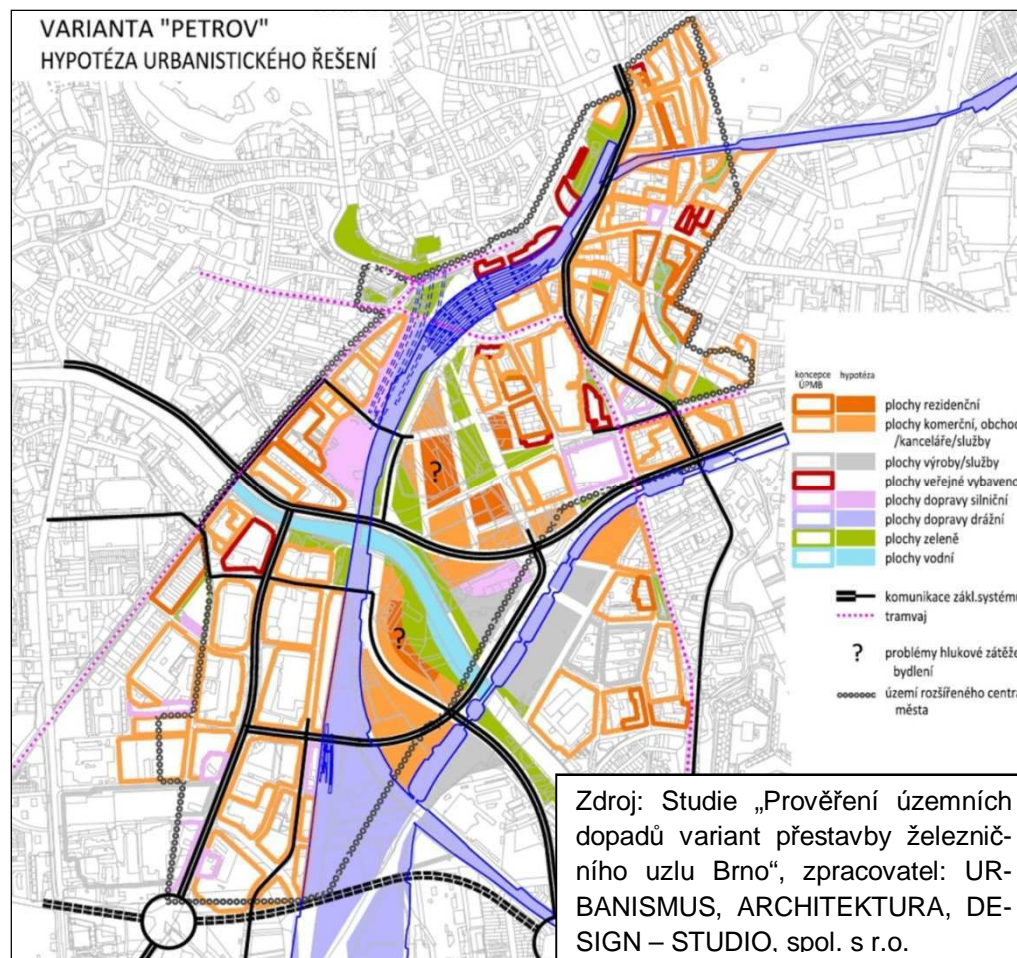 VARIANTA "PETROV"
HYPOTÉZA URBANISTICKÉHO ŘEŠENÍ
koncepce hypotéza
ÚPMB
plochy rezidenční
plochy komerční, obchod
/kanceláře/služby
plochy výroby/služby
plochy veřejné vybaveno
plochy dopravy silniční
plochy dopravy drážní
plochy zeleně
plochy vodní
komunikace zákl.systému
tramvaj
? problémy hlukové zátěže
bydlení
území rozšířeného centra
města
?
?
Zdroj: Studie „Prověření územních
dopadů variant přestavby železnič-
ního uzlu Brno“, zpracovatel: UR-
BANISMUS, ARCHITEKTURA, DE-
SIGN – STUDIO, spol. s r.o.